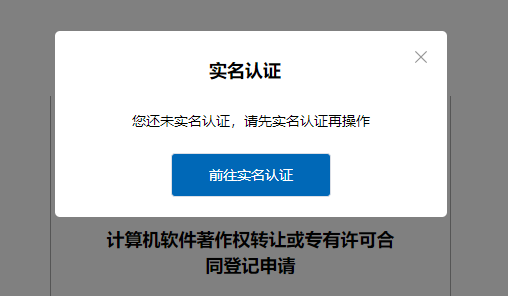 实名认证
您还未实名认证，请先实名认证再操作
前往实名认证
计算机软件著作权转让或专有许可合
同登记申请